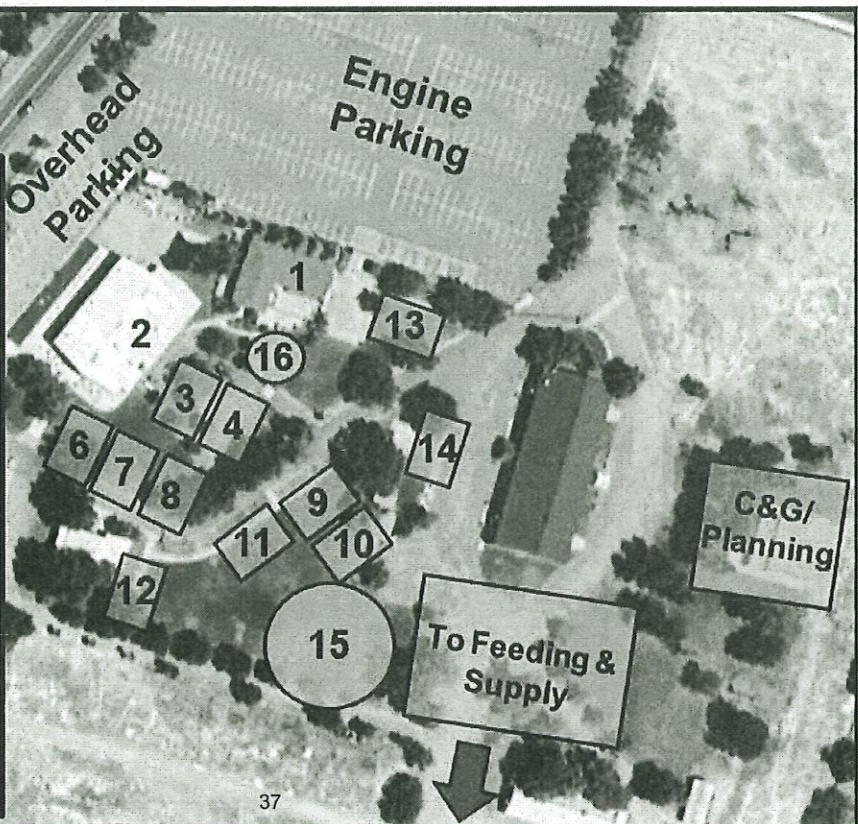 Engine
Parking
Overhead
Parking
1
2
13
16
3
4
14
6
7
8
9
C&G/
Planning
11
10
12
15
To Feeding &
Supply
37